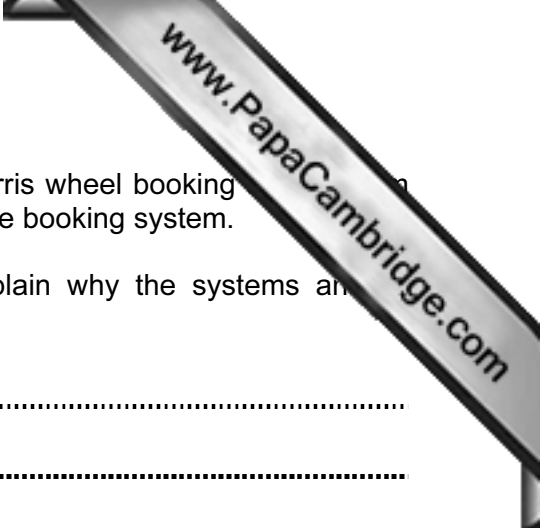 www.PapaCambridge.com
rris wheel booking
e booking system.
plain why the systems an